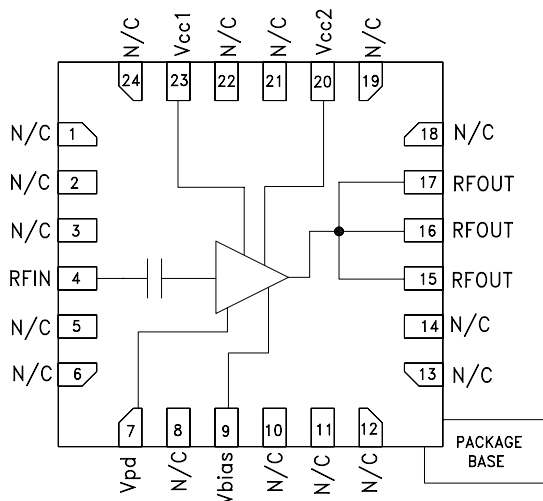 N/C Vcc1 N/C N/C Vcc2 N/C
24 23 22 21 20 19
N/C 1
N/C 2
N/C 3
RFIN 4
N/C 5
N/C 6
18 N/C
17 RFOUT
16 RFOUT
15 RFOUT
14 N/C
13 N/C
7 8 9 10 11 12
Vpd N/C Vbias N/C N/C N/C
PACKAGE
BASE